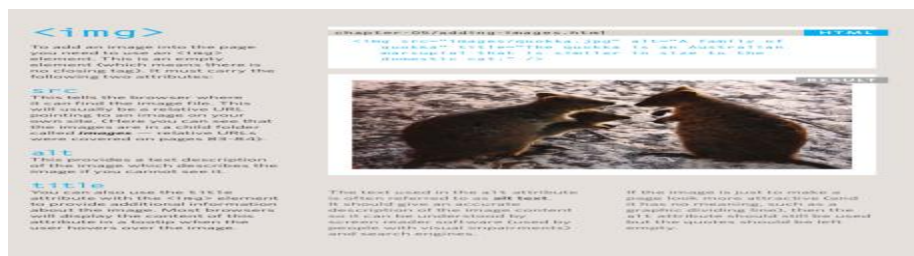 <img>
To add an image into the page
you need to use an <img>
element. This is an empty
element (which means there is
no closing tag). It must carry the
following two attributes:
src
This tells the browser where
it can find the image file. This
will usually be a relative URL
pointing to an image on your
own site. (Here you can see that
the images are in a child folder
called images — relative URLs
were covered on pages 83-84).
alt
This provides a text description
of the image which describes the
image if you cannot see it.
title
You can also use the title
attribute with the <img> element
to provide additional information
about the image. Most browsers
will display the content of this
attribute in a tootip when the
user hovers over the image.
chapter-05/adding-images.html
HTML
<img src="images/quokka.jpg" alt="A family of
quokka" title="The quokka is an Australian
marsupial that is similar in size to the
domestic cat." />
RESULT
The text used in the alt attribute
is often referred to as alt text.
It should give an accurate
description of the image content
so it can be understood by
screen reader software (used by
people with visual impairments)
and search engines.
If the image is just to make a
page look more attractive (and
it has no meaning, such as a
graphic dividing line), then the
alt attribute should still be used
but the quotes should be left
empty.